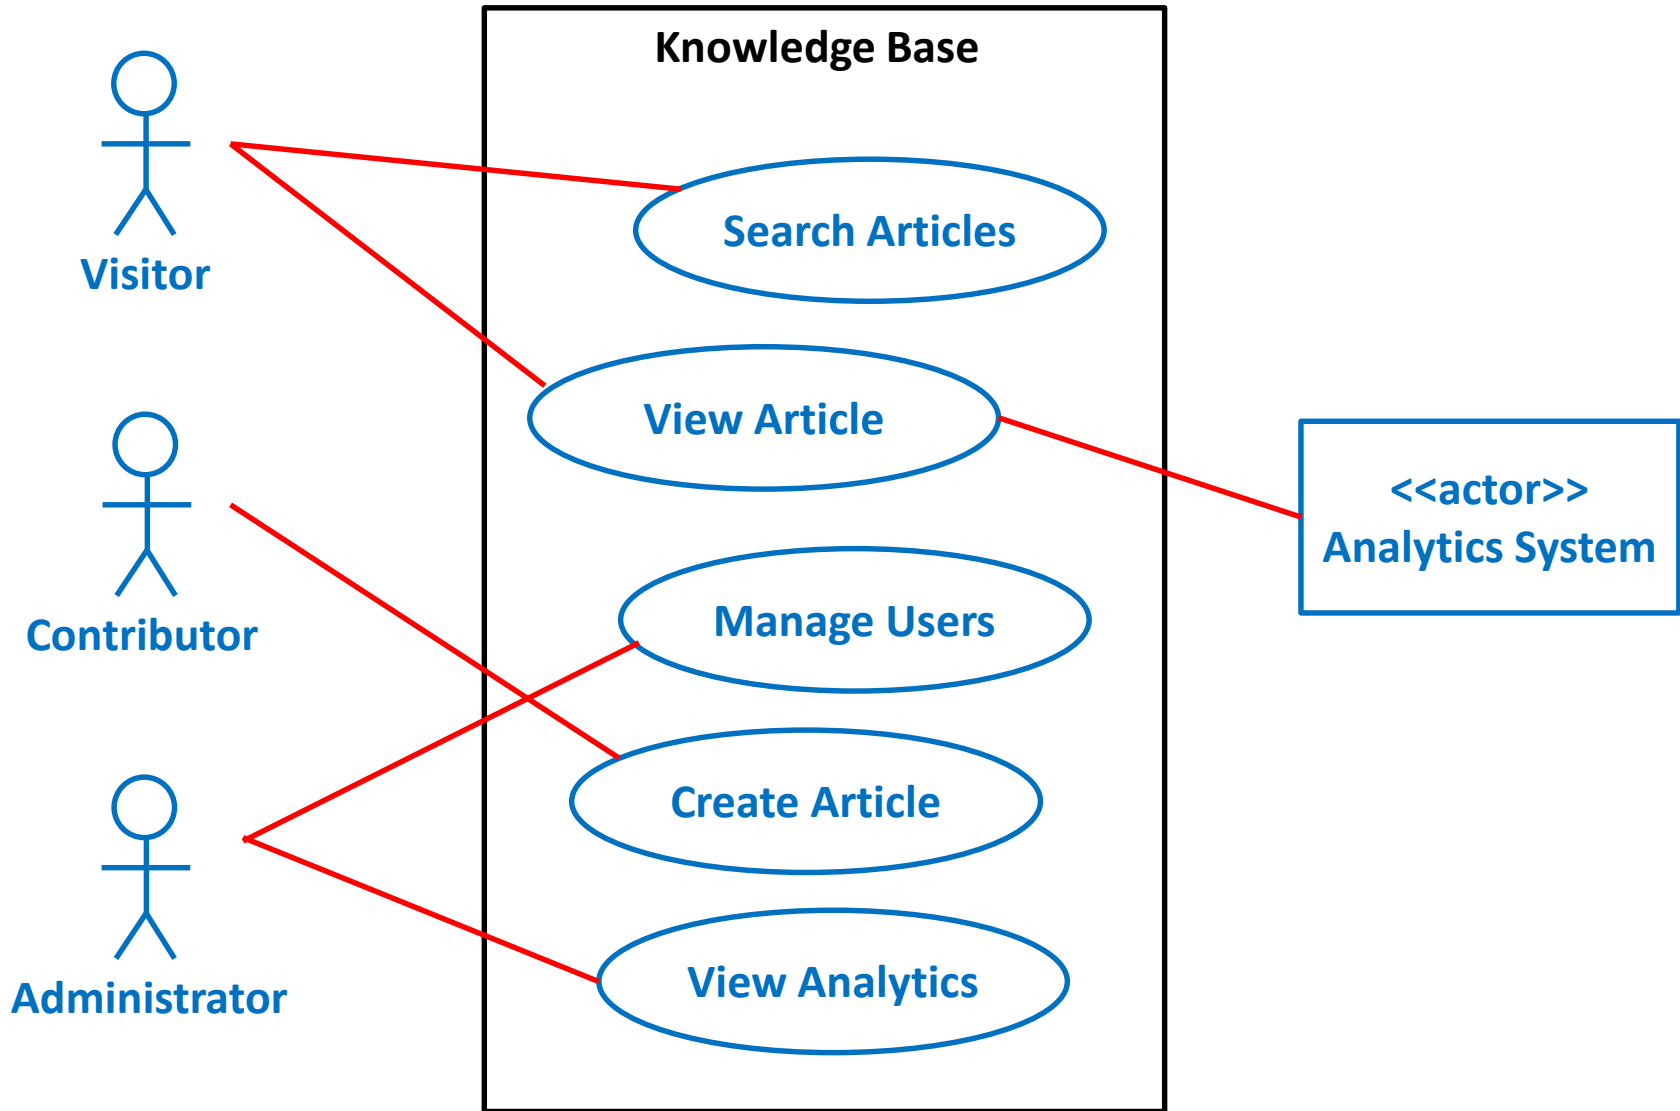 Knowledge Base
Visitor
Search Articles
View Article
Contributor
<<actor>>
Analytics System
Manage Users
Create Article
Administrator
View Analytics